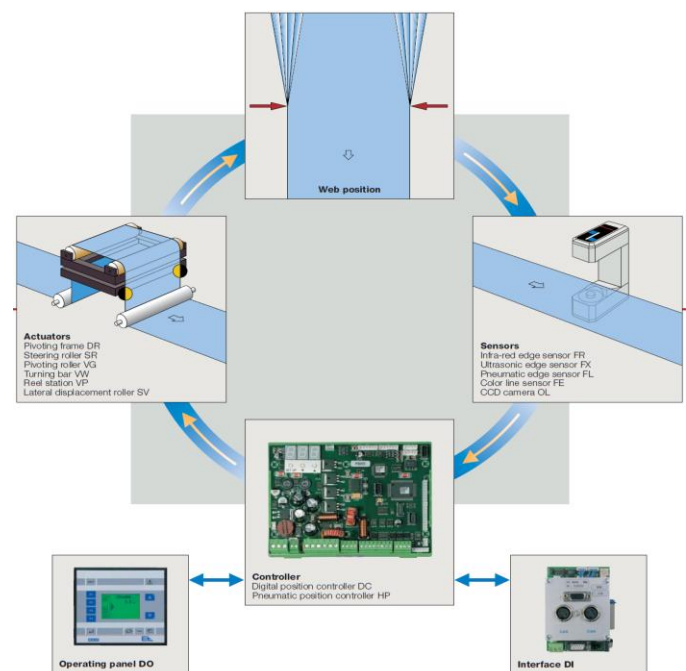 Web position
Actuators
Pivoting frame DR
Steering roller SR
Pivoting roller VG
Turning bar VW
Reel station VP
Lateral displacement roller SV
Sensors
Infra-red edge sensor FR
Ultrasonic edge sensor FX
Pneumatic edge sensor FL
Color line sensor FE
CCD camera OL
Controller
Digital position controller DC
Pneumatic position controller HP
Operating panel DO
Interface DI